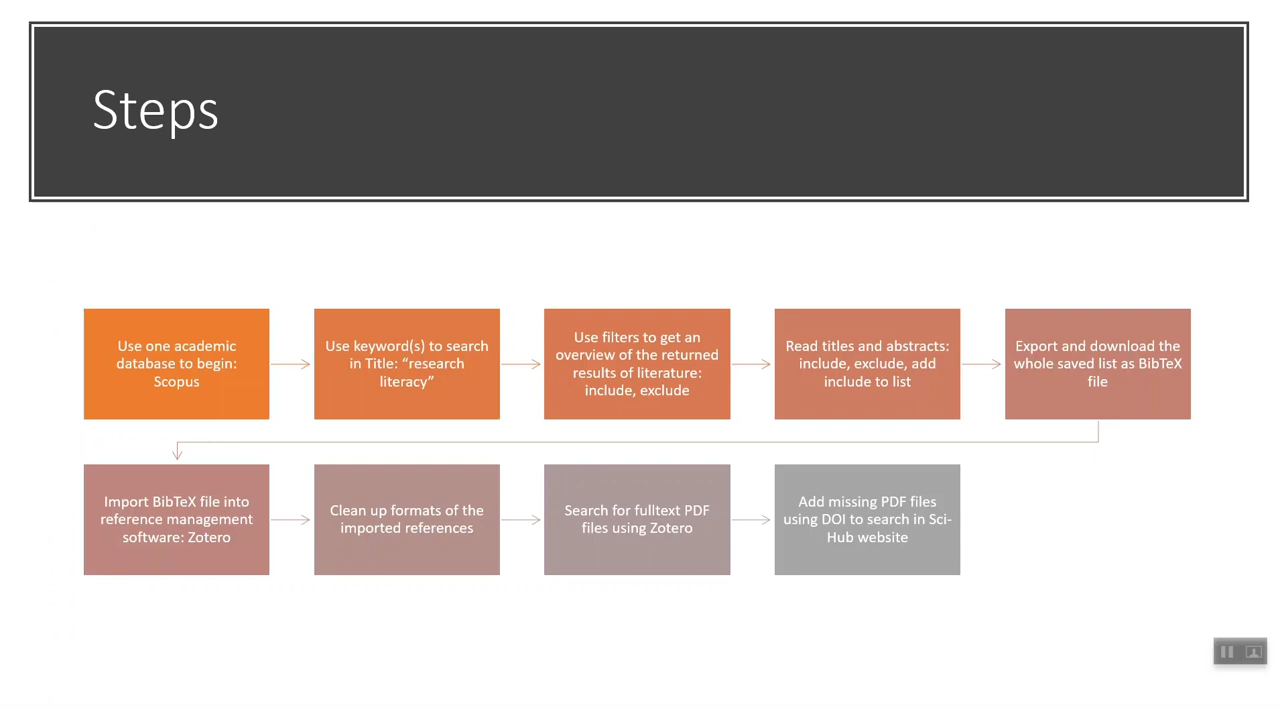 Steps
Use one academic
database to begin:
Scopus
Use keyword(s) to search
in Title: “research
literacy”
Use filters to get an
overview of the returned
results of literature:
include, exclude
Read titles and abstracts:
include, exclude, add
include to list
Export and download the
whole saved list as BibTeX
file
Import BibTeX file into
reference management
software: Zotero
Clean up formats of the
imported references
Search for fulltext PDF
files using Zotero
Add missing PDF files
using DOI to search in Sci-
Hub website